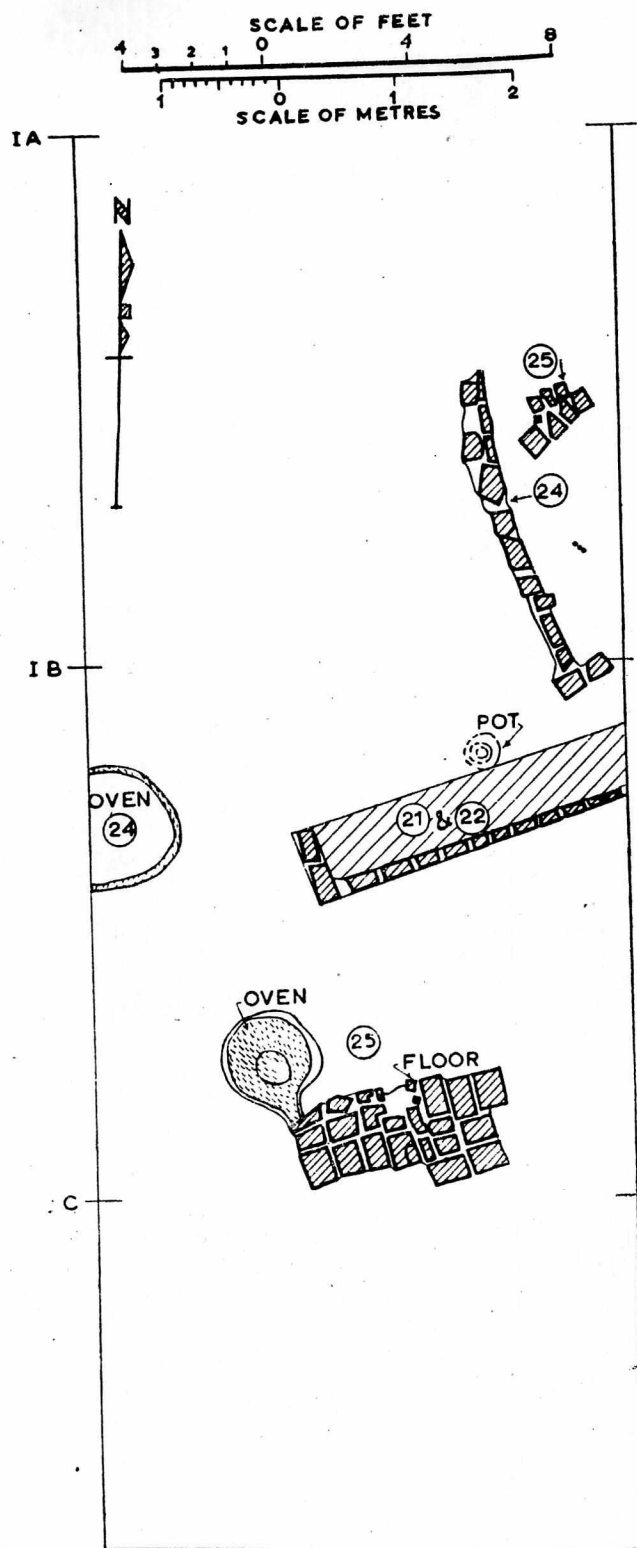 SCALE OF FEET
4 3 2 1 0 4 8
1 0 1 2
SCALE OF METRES
IA
N
25
24
IB
POT
OVEN
24
21 & 22
OVEN
25
FLOOR
C